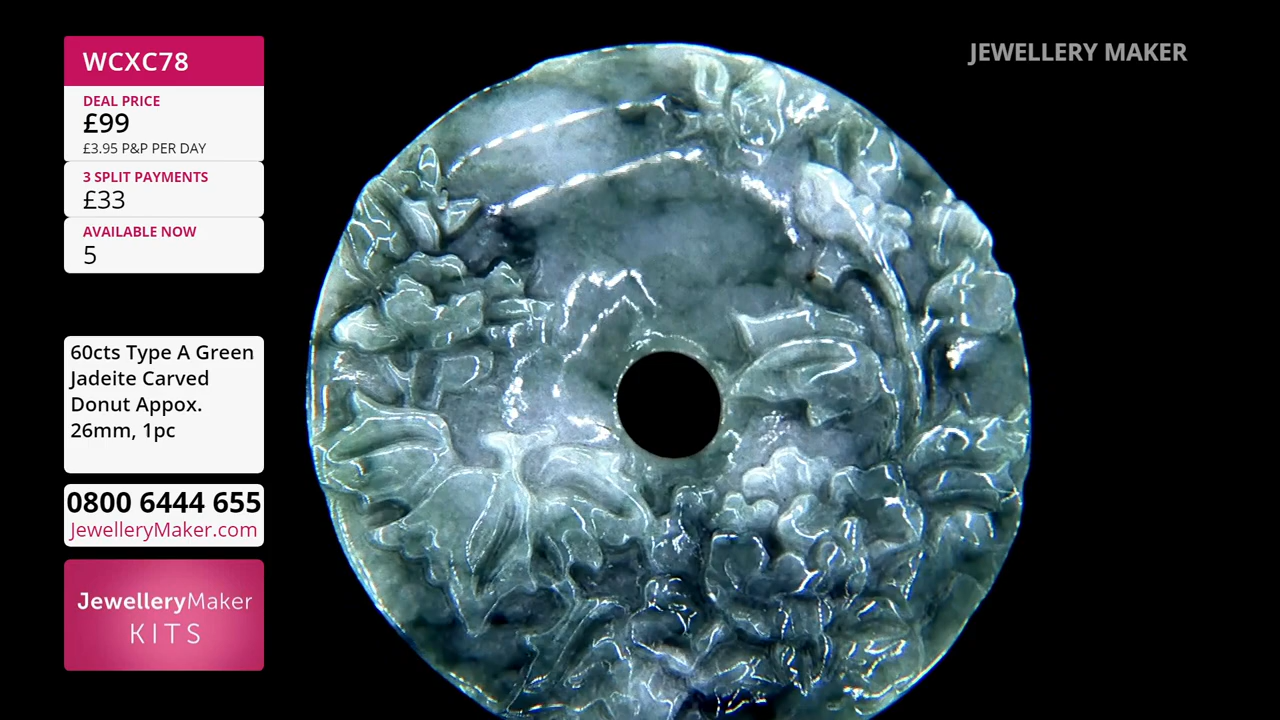 WCXC78
DEAL PRICE
£99
£3.95 P&P PER DAY
3 SPLIT PAYMENTS
£33
AVAILABLE NOW
5
60cts Type A Green
Jadeite Carved
Donut Appox.
26mm, 1pc
0800 6444 655
JewelleryMaker.com
JewelleryMaker
KITS
JEWELLERY MAKER